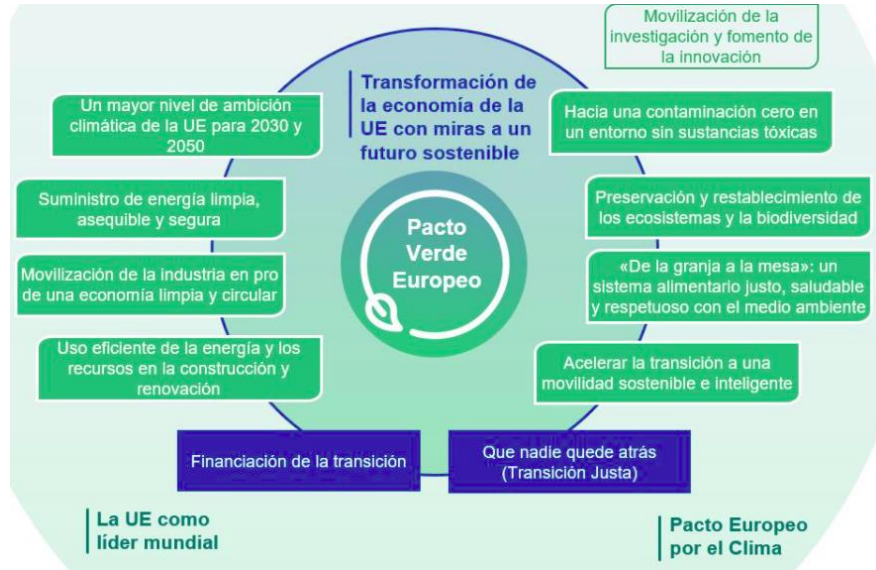 Movilización de la
investigación y fomento de
la innovación
Transformación de
la economía de la
UE con miras a un
futuro sostenible
Un mayor nivel de ambición
climática de la UE para 2030 y
2050
Hacia una contaminación cero en
un entorno sin sustancias tóxicas
Suministro de energía limpia,
asequible y segura
Preservación y restablecimiento de
los ecosistemas y la biodiversidad
Pacto
Verde
Europeo
Movilización de la industria en pro
de una economía limpia y circular
«De la granja a la mesa»: un
sistema alimentario justo, saludable
y respetuoso con el medio ambiente
Uso eficiente de la energía y los
recursos en la construcción y
renovación
Acelerar la transición a una
movilidad sostenible e inteligente
Financiación de la transición
Que nadie quede atrás
(Transición Justa)
La UE como
líder mundial
Pacto Europeo
por el Clima